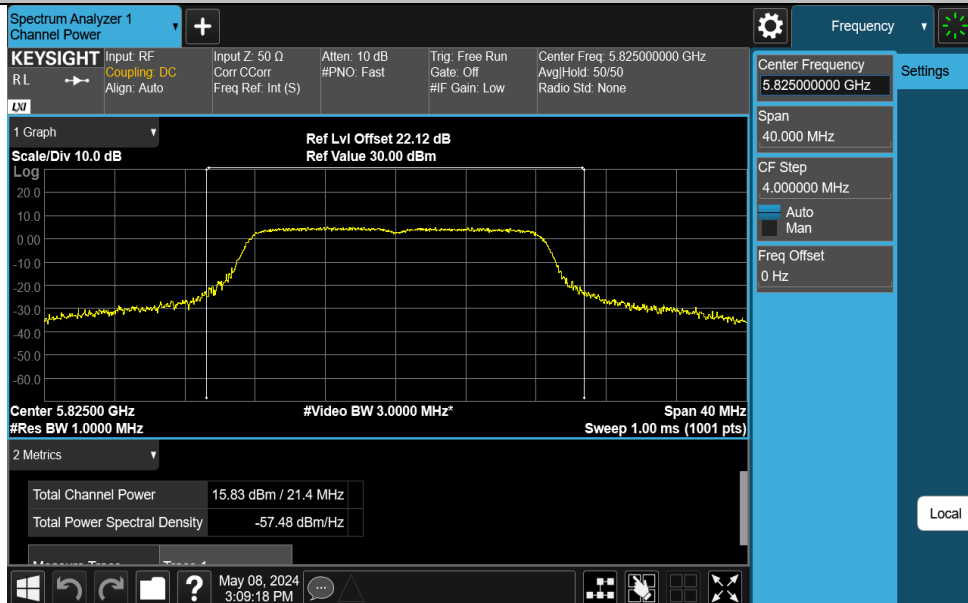 Spectrum Analyzer 1
Channel Power
+
Frequency
KEYSIGHT
R L
LXI
Input: RF
Coupling: DC
Align: Auto
Input Z: 50 Ω
Corr CCorr
Freq Ref: Int (S)
Atten: 10 dB
#PNO: Fast
Trig: Free Run
Gate: Off
#IF Gain: Low
Center Freq: 5.825000000 GHz
Avg|Hold: 50/50
Radio Std: None
Center Frequency
5.825000000 GHz
Settings
Span
40.000 MHz
CF Step
4.000000 MHz
Auto
Man
Freq Offset
0 Hz
Local
1 Graph
Scale/Div 10.0 dB
Ref Lvl Offset 22.12 dB
Ref Value 30.00 dBm
Log
20.0
10.0
0.00
-10.0
-20.0
-30.0
-40.0
-50.0
-60.0
Center 5.82500 GHz
#Video BW 3.0000 MHz*
Span 40 MHz
#Res BW 1.0000 MHz
Sweep 1.00 ms (1001 pts)
2 Metrics
Total Channel Power 15.83 dBm / 21.4 MHz
Total Power Spectral Density -57.48 dBm/Hz
?
May 08, 2024
3:09:18 PM